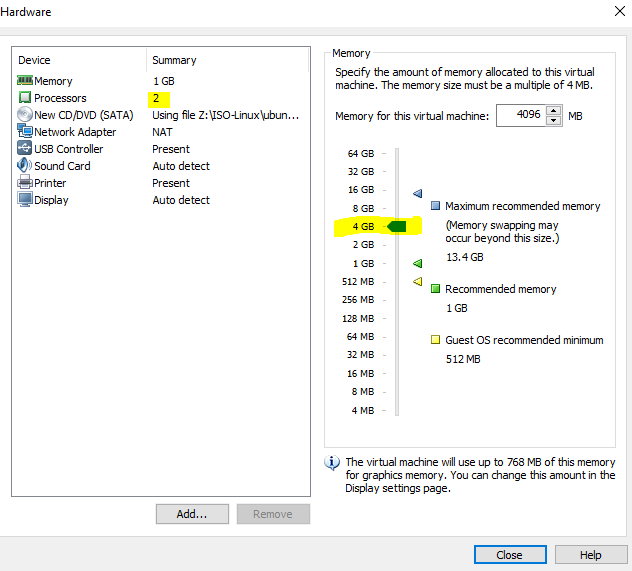 Hardware
Device Summary
Memory 1 GB
Processors 2
New CD/DVD (SATA) Using file Z:\ISO-Linux\ubun...
Network Adapter NAT
USB Controller Present
Sound Card Auto detect
Printer Present
Display Auto detect
Add...
Remove
Memory
Specify the amount of memory allocated to this virtual
machine. The memory size must be a multiple of 4 MB.
Memory for this virtual machine: 4096 MB
64 GB
32 GB
16 GB
8 GB
4 GB
2 GB
1 GB
512 MB
256 MB
128 MB
64 MB
32 MB
16 MB
8 MB
4 MB
Maximum recommended memory
(Memory swapping may
occur beyond this size.)
13.4 GB
Recommended memory
1 GB
Guest OS recommended minimum
512 MB
The virtual machine will use up to 768 MB of this memory
for graphics memory. You can change this amount in the
Display settings page.
Close
Help